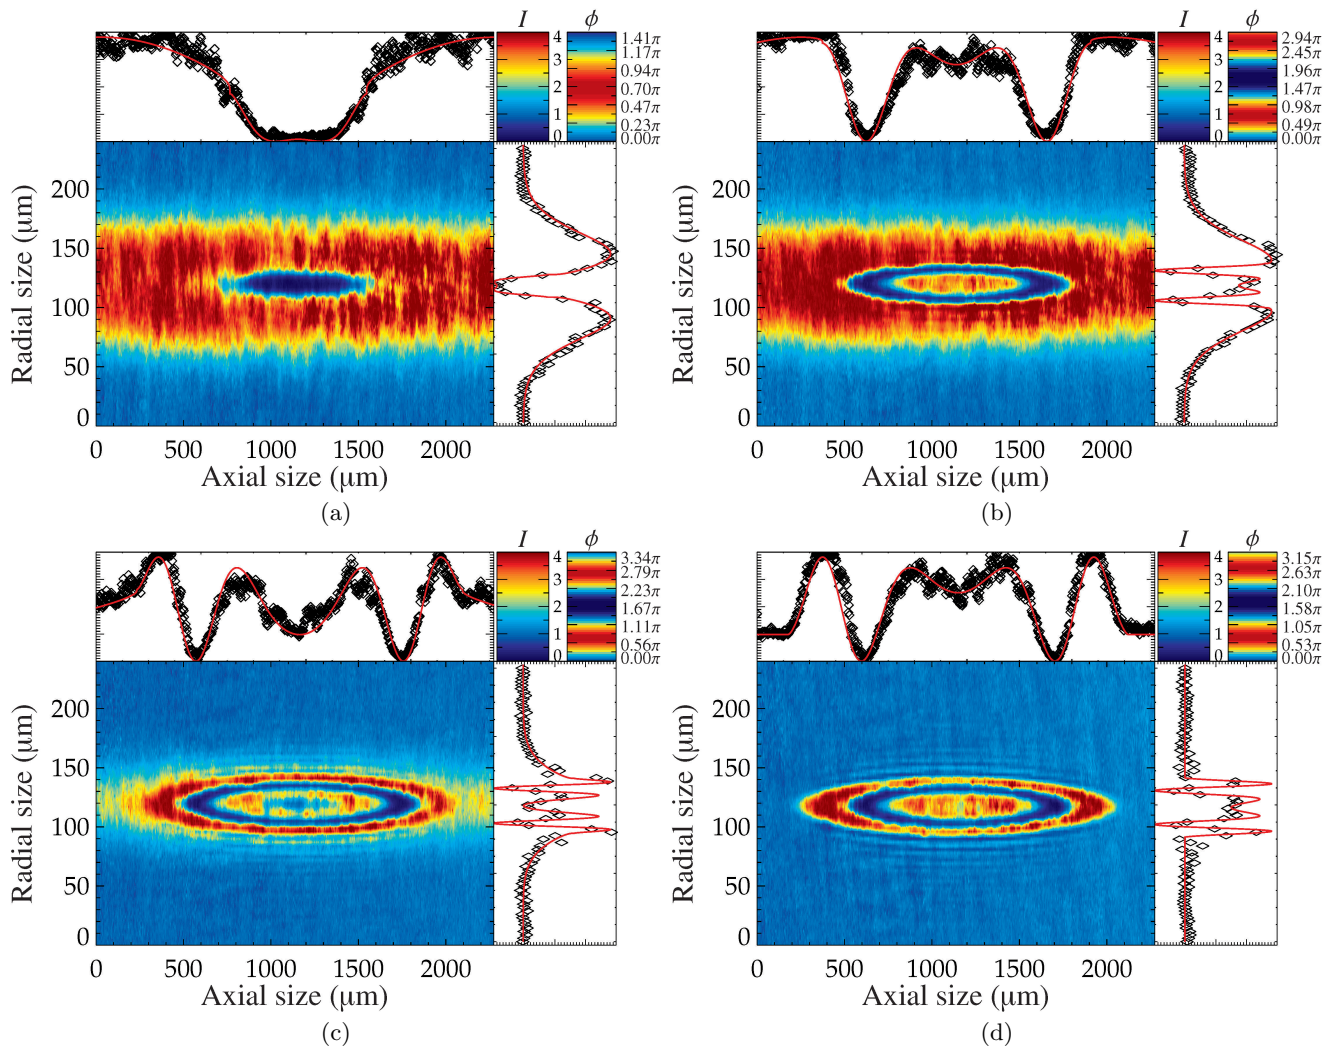 I ϕ
4 1.41π
1.17π
3 0.94π
2 0.70π
0.47π
1 0.23π
0 0.00π
Radial size (μm)
200
150
100
50
0
0 500 1000 1500 2000
Axial size (μm)
(a)
I ϕ
4 2.94π
2.45π
3 1.96π
2 1.47π
0.98π
1 0.49π
0 0.00π
Radial size (μm)
200
150
100
50
0
0 500 1000 1500 2000
Axial size (μm)
(b)
I ϕ
4 3.34π
2.79π
3 2.23π
2 1.67π
1.11π
1 0.56π
0 0.00π
Radial size (μm)
200
150
100
50
0
0 500 1000 1500 2000
Axial size (μm)
(c)
I ϕ
4 3.15π
2.63π
3 2.10π
2 1.58π
1.05π
1 0.53π
0 0.00π
Radial size (μm)
200
150
100
50
0
0 500 1000 1500 2000
Axial size (μm)
(d)